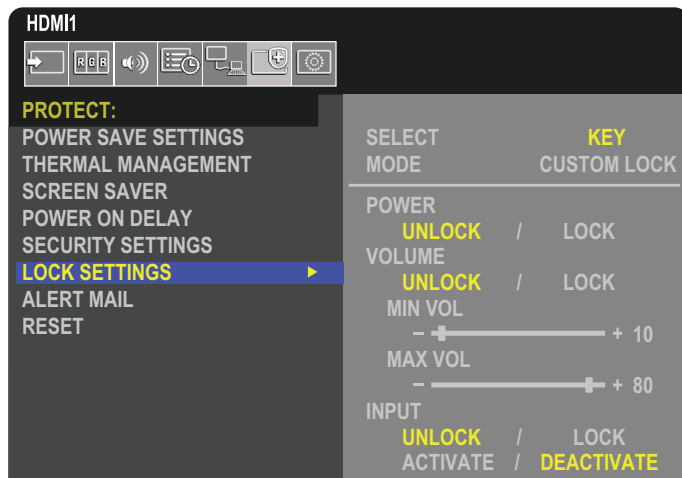 HDMI1
R G B
PROTECT:
POWER SAVE SETTINGS
THERMAL MANAGEMENT
SCREEN SAVER
POWER ON DELAY
SECURITY SETTINGS
LOCK SETTINGS
ALERT MAIL
RESET
SELECT KEY
MODE CUSTOM LOCK
POWER
UNLOCK / LOCK
VOLUME
UNLOCK / LOCK
MIN VOL
− + 10
MAX VOL
− + 80
INPUT
UNLOCK / LOCK
ACTIVATE / DEACTIVATE